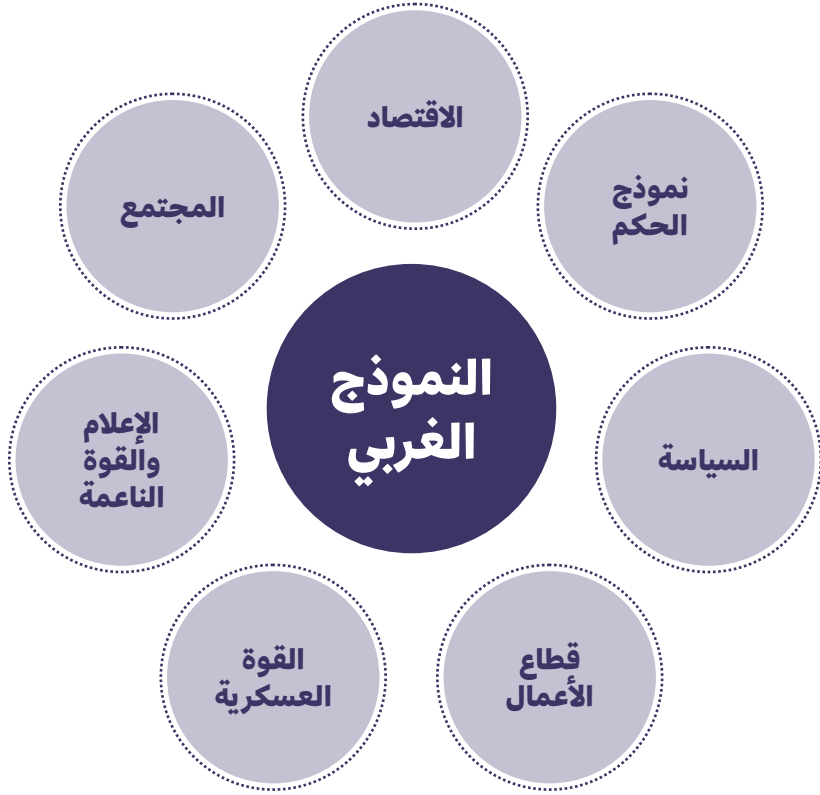 الاقتصاد
نموذج
الحكم
المجتمع
النموذج
الغربي
الإعلام
والقوة
الناعمة
السياسة
قطاع
الأعمال
القوة
العسكرية